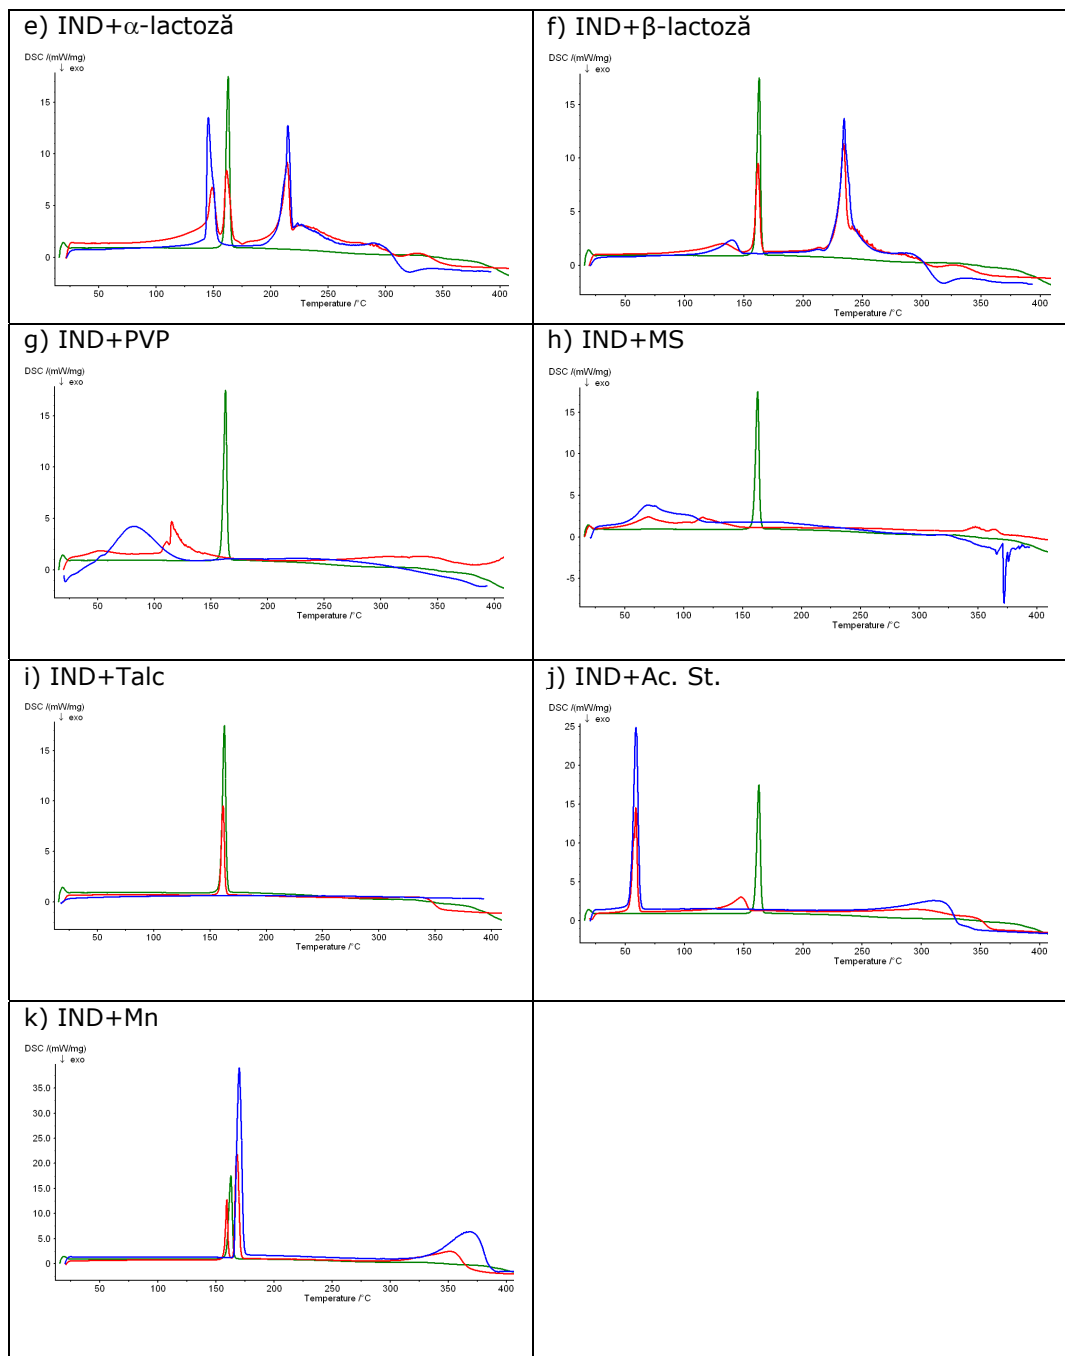 e) IND+α-lactoză
DSC /(mW/mg)
↓ exo
15
10
5
0
50 100 150 200 250 300 350 400
Temperature /°C
f) IND+β-lactoză
DSC /(mW/mg)
↓ exo
15
10
5
0
50 100 150 200 250 300 350 400
Temperature /°C
g) IND+PVP
DSC /(mW/mg)
↓ exo
15
10
5
0
50 100 150 200 250 300 350 400
Temperature /°C
h) IND+MS
DSC /(mW/mg)
↓ exo
15
10
5
0
-5
50 100 150 200 250 300 350 400
Temperature /°C
i) IND+Talc
DSC /(mW/mg)
↓ exo
15
10
5
0
50 100 150 200 250 300 350 400
Temperature /°C
j) IND+Ac. St.
DSC /(mW/mg)
↓ exo
25
20
15
10
5
0
50 100 150 200 250 300 350 400
Temperature /°C
k) IND+Mn
DSC /(mW/mg)
↓ exo
35.0
30.0
25.0
20.0
15.0
10.0
5.0
0
50 100 150 200 250 300 350 400
Temperature /°C